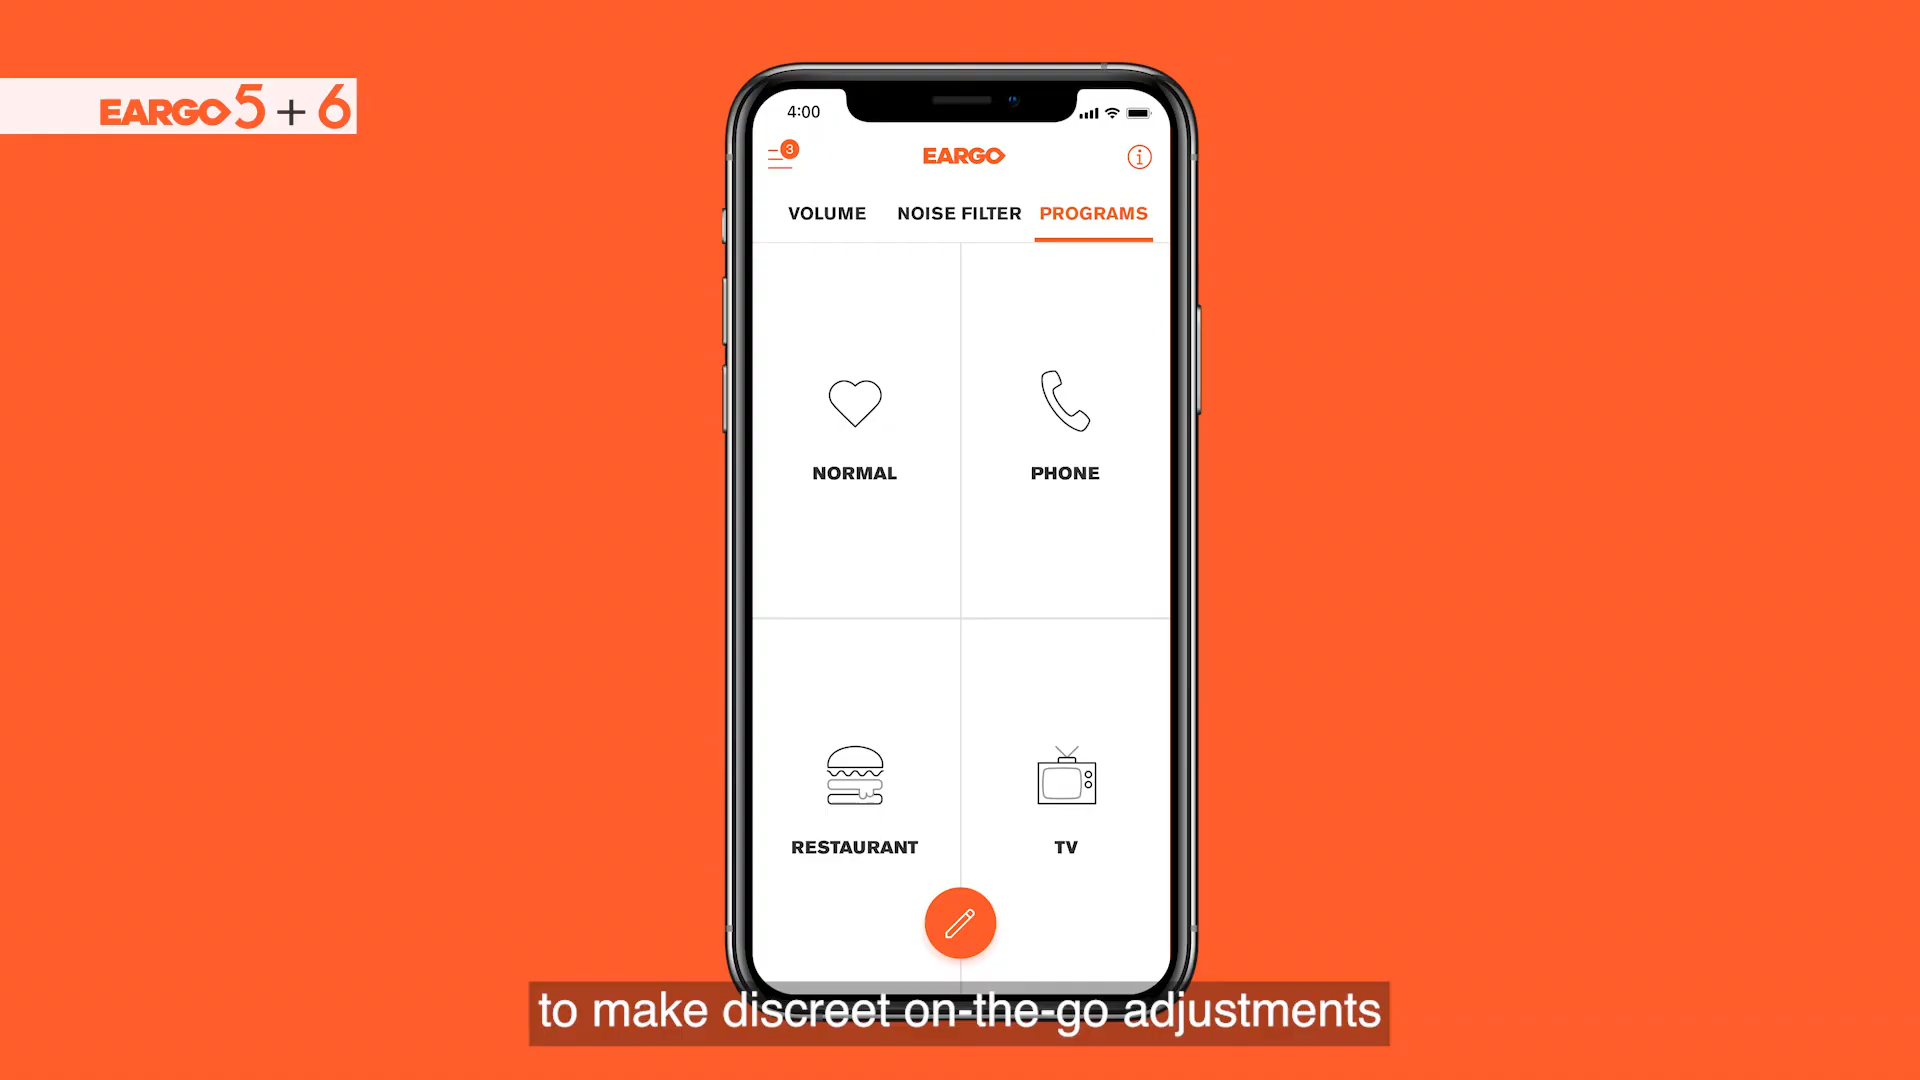 EARGO 5 + 6
4:00
3
EARGO
i
VOLUME NOISE FILTER PROGRAMS
NORMAL PHONE
RESTAURANT TV
to make discreet on-the-go adjustments